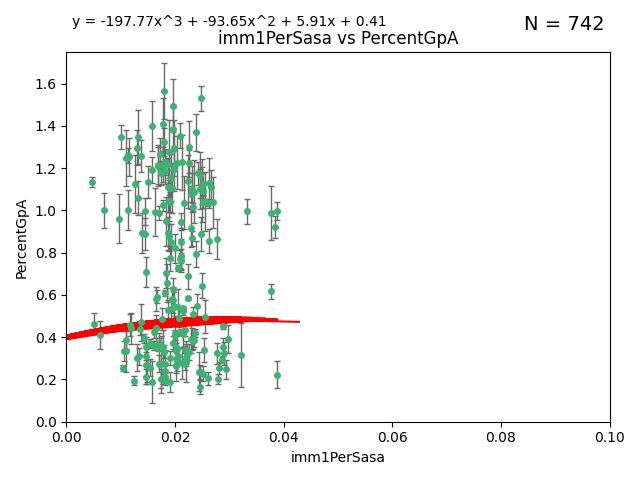 y = -197.77x^3 + -93.65x^2 + 5.91x + 0.41
N = 742
imm1PerSasa vs PercentGpA
PercentGpA
1.6
1.4
1.2
1.0
0.8
0.6
0.4
0.2
0.0
0.00 0.02 0.04 0.06 0.08 0.10
imm1PerSasa